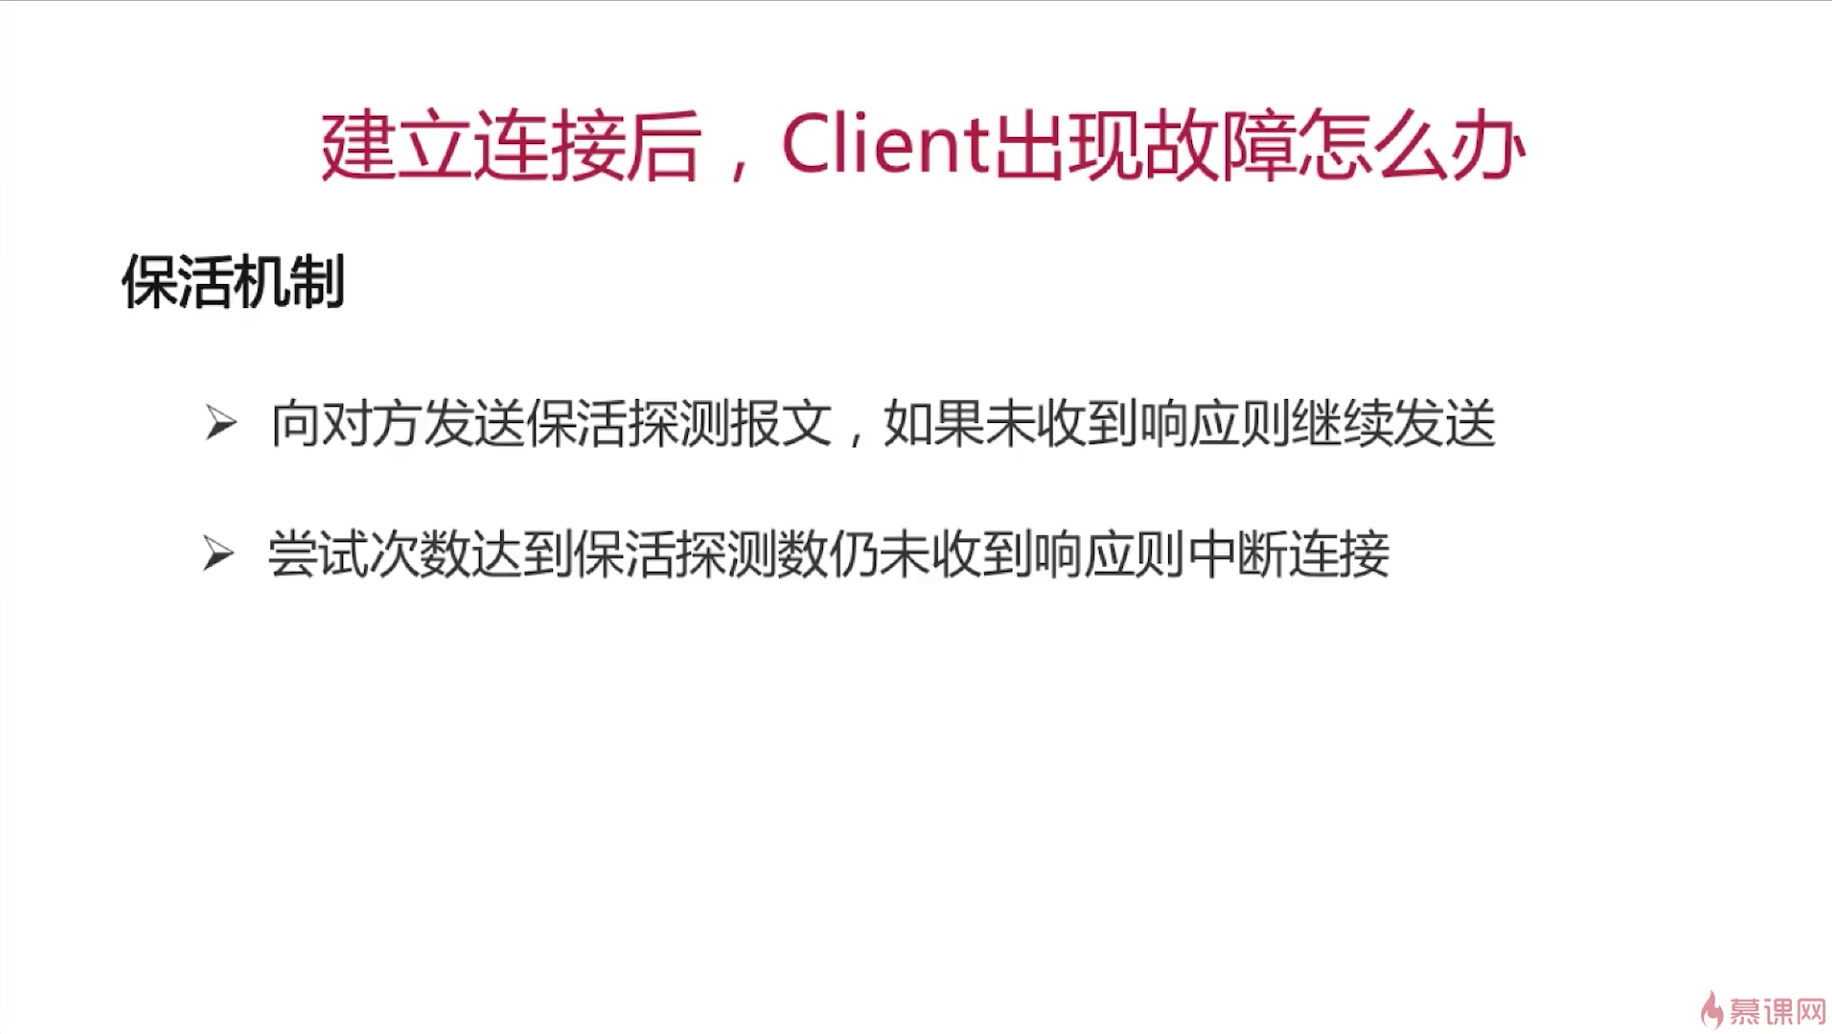 建立连接后，Client出现故障怎么办
保活机制
向对方发送保活探测报文，如果未收到响应则继续发送
尝试次数达到保活探测数仍未收到响应则中断连接
慕课网